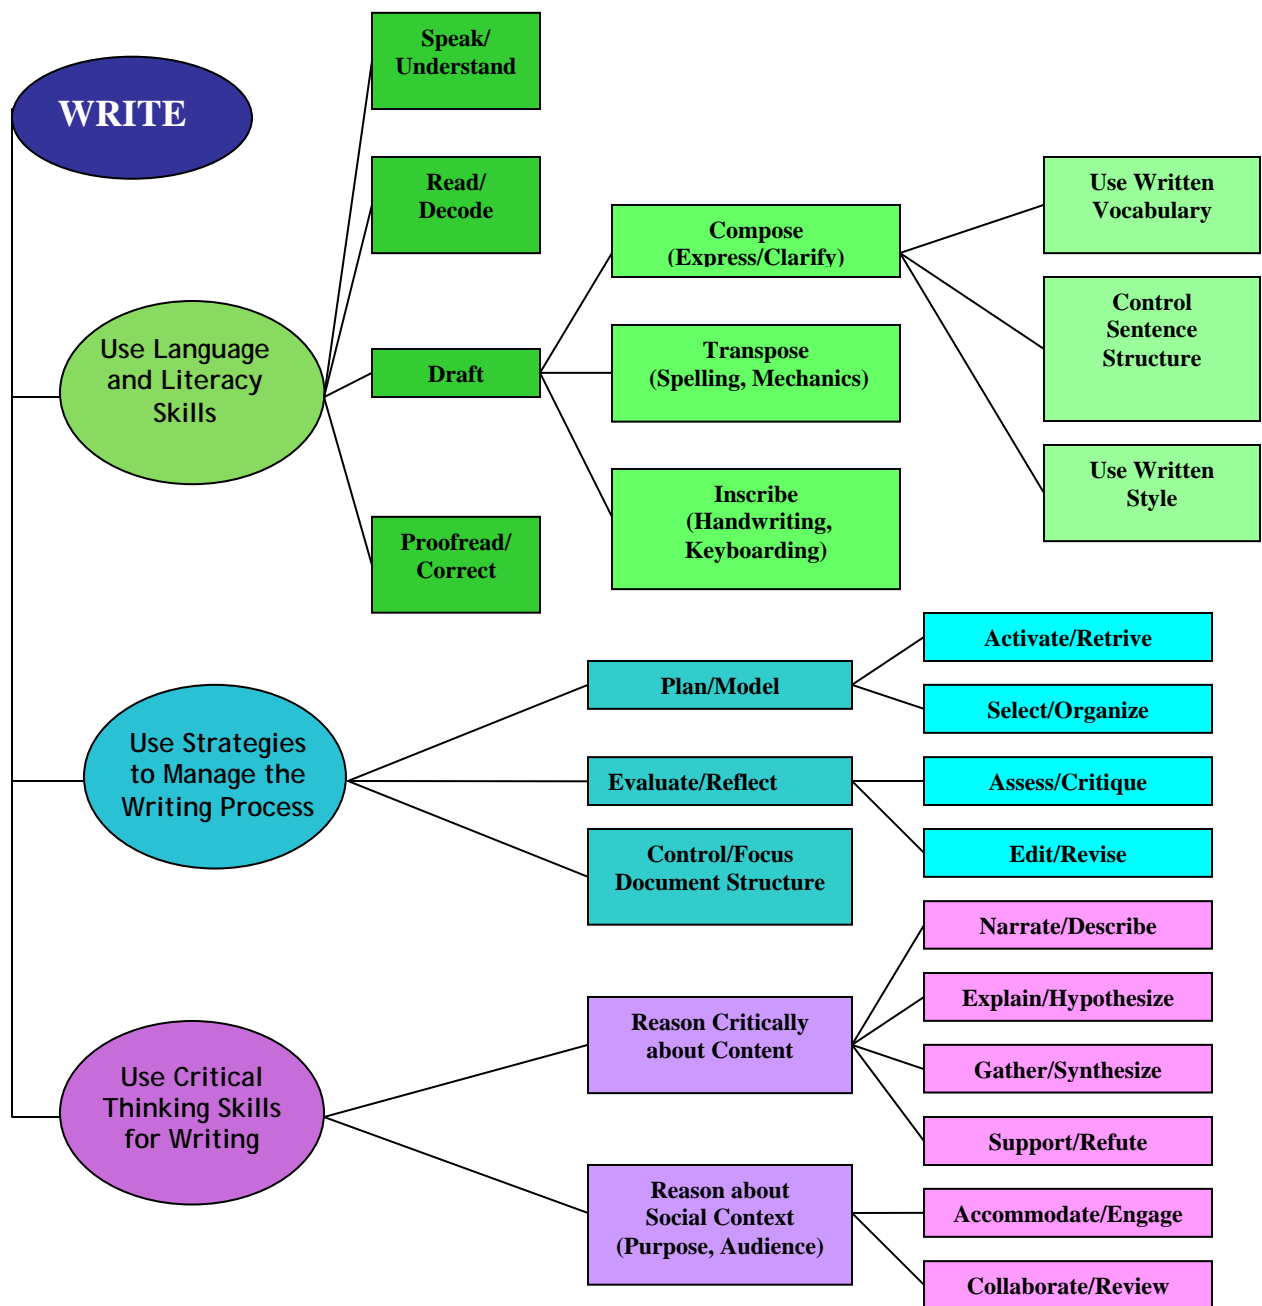 WRITE
Speak/
Understand
Read/
Decode
Use Language
and Literacy
Skills
Draft
Proofread/
Correct
Compose
(Express/Clarify)
Transpose
(Spelling, Mechanics)
Inscribe
(Handwriting,
Keyboarding)
Use Written
Vocabulary
Control
Sentence
Structure
Use Written
Style
Use Strategies
to Manage the
Writing Process
Plan/Model
Activate/Retrive
Select/Organize
Evaluate/Reflect
Assess/Critique
Edit/Revise
Control/Focus
Document Structure
Use Critical
Thinking Skills
for Writing
Reason Critically
about Content
Narrate/Describe
Explain/Hypothesize
Gather/Synthesize
Support/Refute
Reason about
Social Context
(Purpose, Audience)
Accommodate/Engage
Collaborate/Review